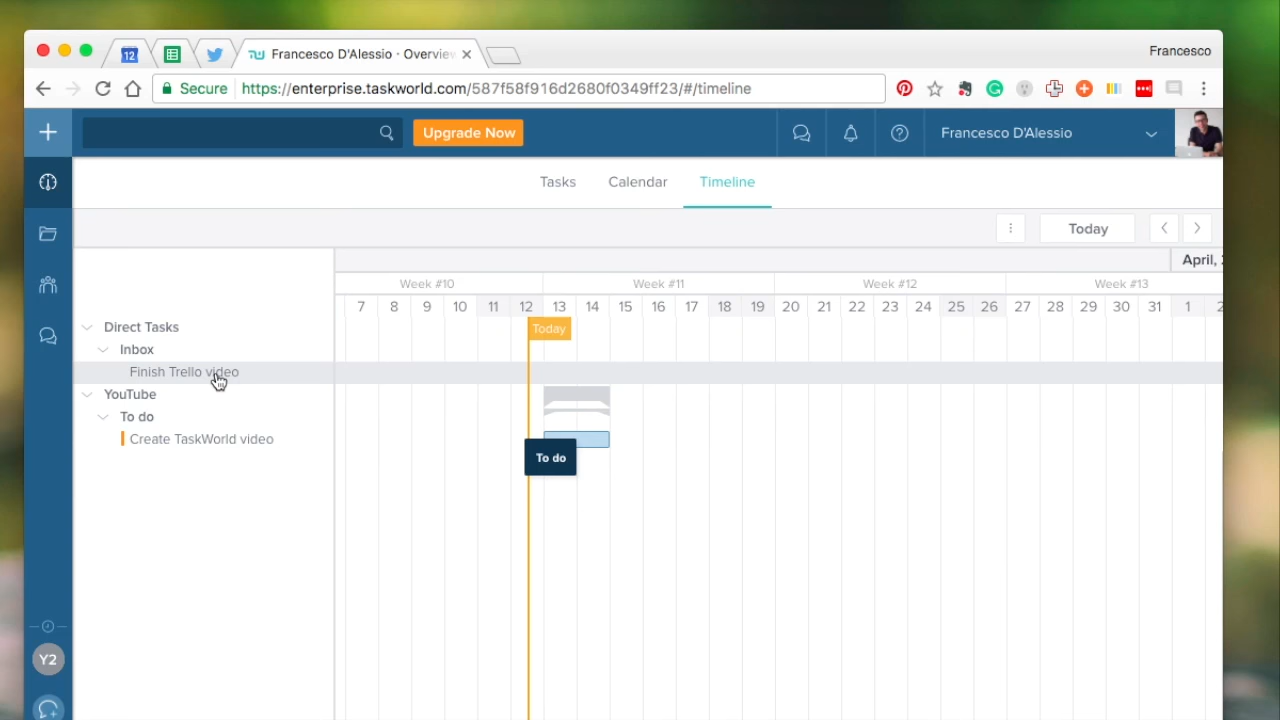 12 Francesco D'Alessio · Overview Francesco
Secure https://enterprise.taskworld.com/587f58f916d2680f0349ff23/#/timeline
Upgrade Now Francesco D'Alessio
Tasks Calendar Timeline
Today
April,
Week #10 Week #11 Week #12 Week #13
7 8 9 10 11 12 13 14 15 16 17 18 19 20 21 22 23 24 25 26 27 28 29 30 31 1 2
Direct Tasks Today
Inbox
Finish Trello video
YouTube
To do
Create TaskWorld video
To do
Y2